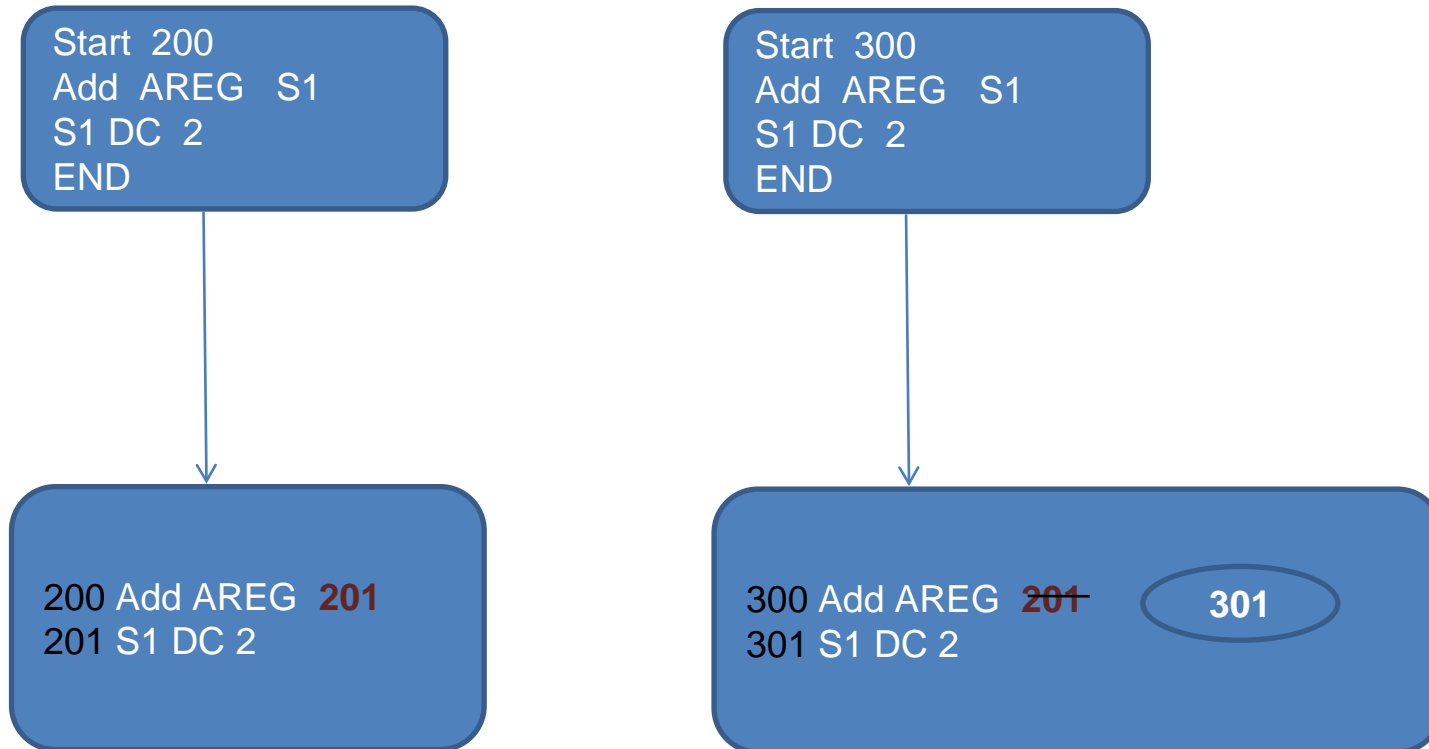 Start 200
Add AREG S1
S1 DC 2
END
Start 300
Add AREG S1
S1 DC 2
END
200 Add AREG 201
201 S1 DC 2
300 Add AREG 201 301
301 S1 DC 2